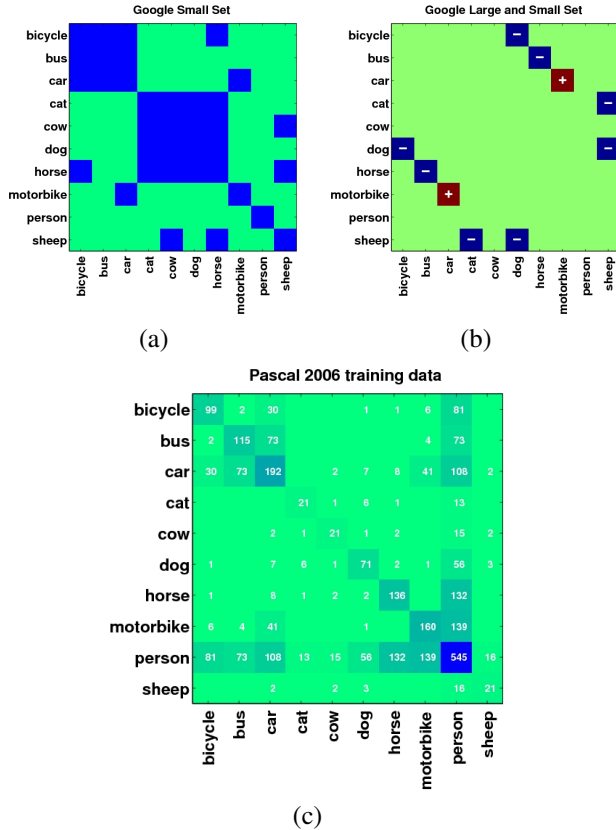 Google Small Set
bicycle
bus
car
cat
cow
dog
horse
motorbike
person
sheep
bicycle
bus
car
cat
cow
dog
horse
motorbike
person
sheep
(a)
Google Large and Small Set
bicycle −
bus −
car +
cat −
cow
dog − −
horse −
motorbike +
person
sheep − −
bicycle
bus
car
cat
cow
dog
horse
motorbike
person
sheep
(b)
Pascal 2006 training data
bicycle 99 2 30 1 1 6 81
bus 2 115 73 4 73
car 30 73 192 2 7 8 41 108 2
cat 21 1 6 1 13
cow 2 1 21 1 2 15 2
dog 1 7 6 1 71 2 1 56 3
horse 1 8 1 2 2 136 132
motorbike 6 4 41 1 160 139
person 81 73 108 13 15 56 132 139 545 16
sheep 2 2 3 16 21
bicycle
bus
car
cat
cow
dog
horse
motorbike
person
sheep
(c)